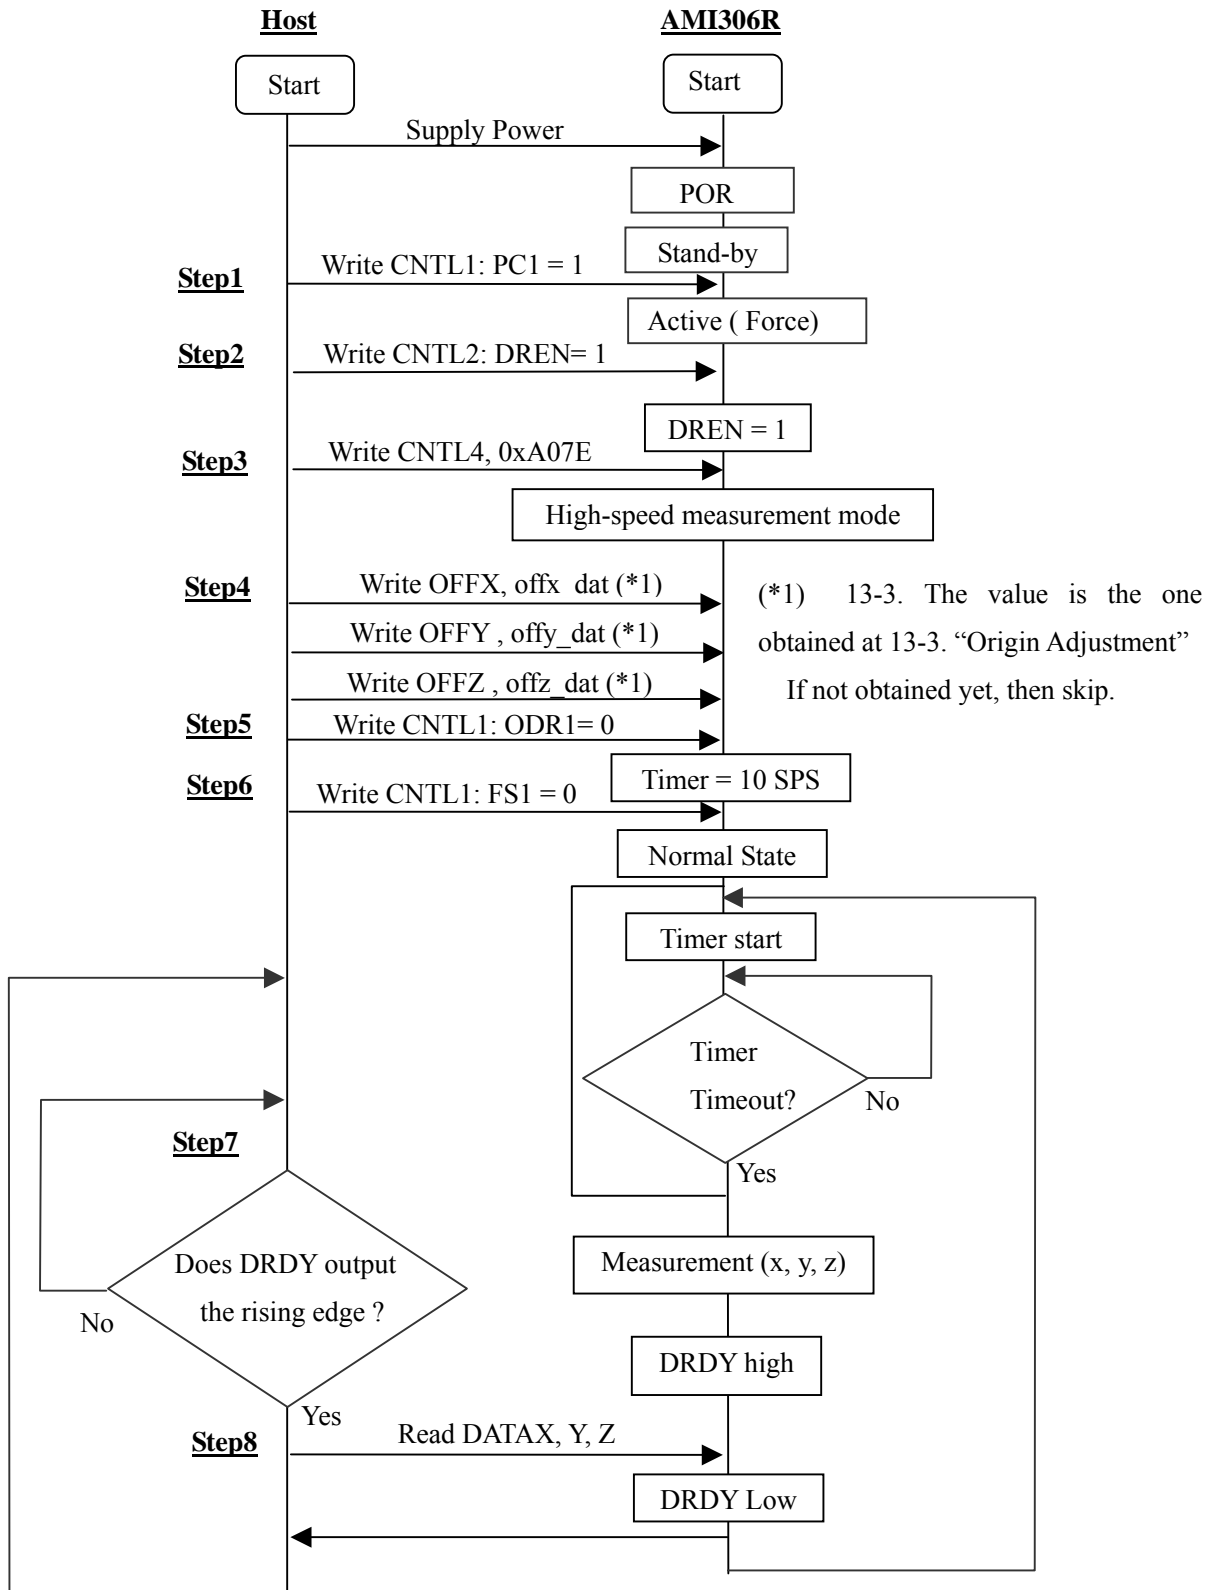 Host
AMI306R
Start
Start
Supply Power
POR
Stand-by
Step1
Write CNTL1: PC1 = 1
Active ( Force)
Step2
Write CNTL2: DREN= 1
DREN = 1
Step3
Write CNTL4, 0xA07E
High-speed measurement mode
Step4
Write OFFX, offx_dat (*1)
(*1) 13-3. The value is the one
obtained at 13-3. “Origin Adjustment”
If not obtained yet, then skip.
Write OFFY , offy_dat (*1)
Write OFFZ , offz_dat (*1)
Step5
Write CNTL1: ODR1= 0
Timer = 10 SPS
Step6
Write CNTL1: FS1 = 0
Normal State
Timer start
Timer
Timeout?
No
Yes
Step7
Does DRDY output
the rising edge ?
No
Yes
Measurement (x, y, z)
DRDY high
Step8
Read DATAX, Y, Z
DRDY Low